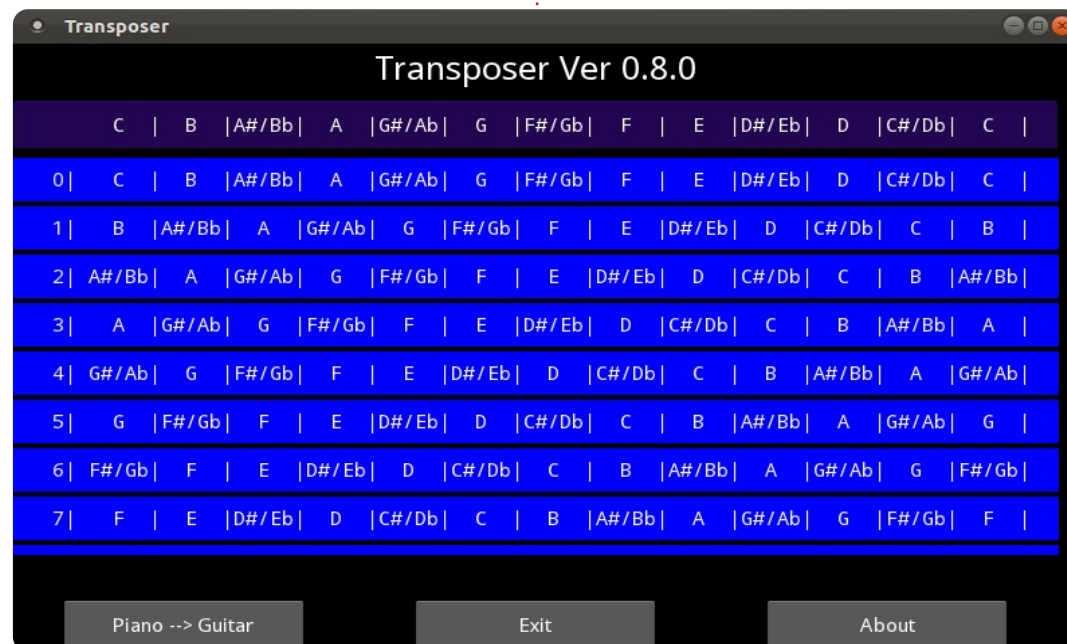 Transposer
Transposer Ver 0.8.0
C | B |A#/Bb| A |G#/Ab| G |F#/Gb| F | E |D#/Eb| D |C#/Db| C |
0| C | B |A#/Bb| A |G#/Ab| G |F#/Gb| F | E |D#/Eb| D |C#/Db| C |
1| B |A#/Bb| A |G#/Ab| G |F#/Gb| F | E |D#/Eb| D |C#/Db| C | B |
2| A#/Bb| A |G#/Ab| G |F#/Gb| F | E |D#/Eb| D |C#/Db| C | B |A#/Bb|
3| A |G#/Ab| G |F#/Gb| F | E |D#/Eb| D |C#/Db| C | B |A#/Bb| A |
4| G#/Ab| G |F#/Gb| F | E |D#/Eb| D |C#/Db| C | B |A#/Bb| A |G#/Ab|
5| G |F#/Gb| F | E |D#/Eb| D |C#/Db| C | B |A#/Bb| A |G#/Ab| G |
6| F#/Gb| F | E |D#/Eb| D |C#/Db| C | B |A#/Bb| A |G#/Ab| G |F#/Gb|
7| F | E |D#/Eb| D |C#/Db| C | B |A#/Bb| A |G#/Ab| G |F#/Gb| F |
Piano --> Guitar Exit About